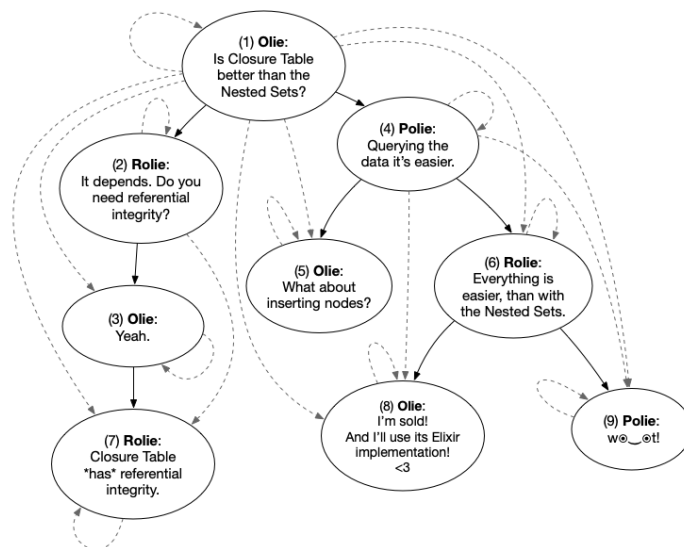 (1) Olie:
Is Closure Table
better than the
Nested Sets?
(2) Rolie:
It depends. Do you
need referential
integrity?
(4) Polie:
Querying the
data it's easier.
(3) Olie:
Yeah.
(5) Olie:
What about
inserting nodes?
(6) Rolie:
Everything is
easier, than with
the Nested Sets.
(7) Rolie:
Closure Table
*has* referential
integrity.
(8) Olie:
I'm sold!
And I'll use its Elixir
implementation!
<3
(9) Polie:
w⊙‿⊙t!